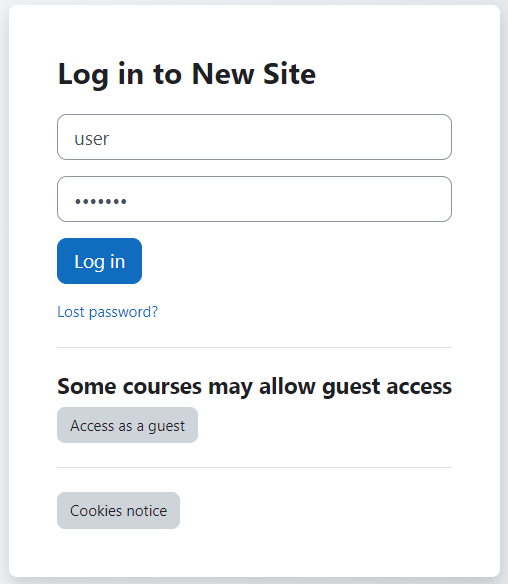 Log in to New Site
user
•••••••
Log in
Lost password?
Some courses may allow guest access
Access as a guest
Cookies notice